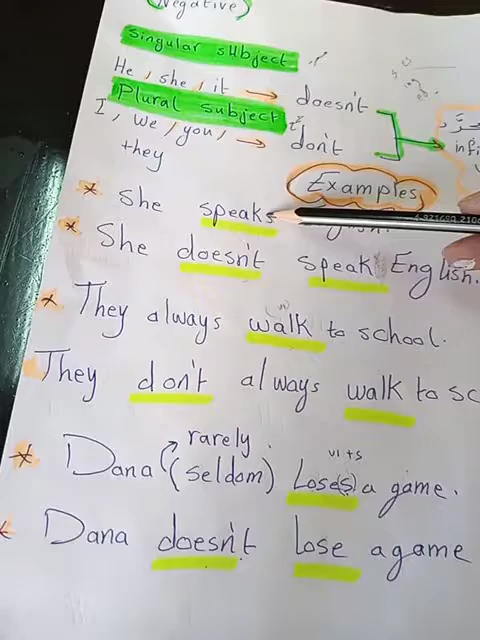 (Negative)
Singular subject
He, she, it → doesn't
Plural subject
I, we, you, → don't
they
Examples
* She speaks
* She doesn't speak English.
* They always walk to school.
They don't always walk to sc
rarely
v1+s
* Dana (seldom) Lose(s) a game.
Dana doesn't lose a game